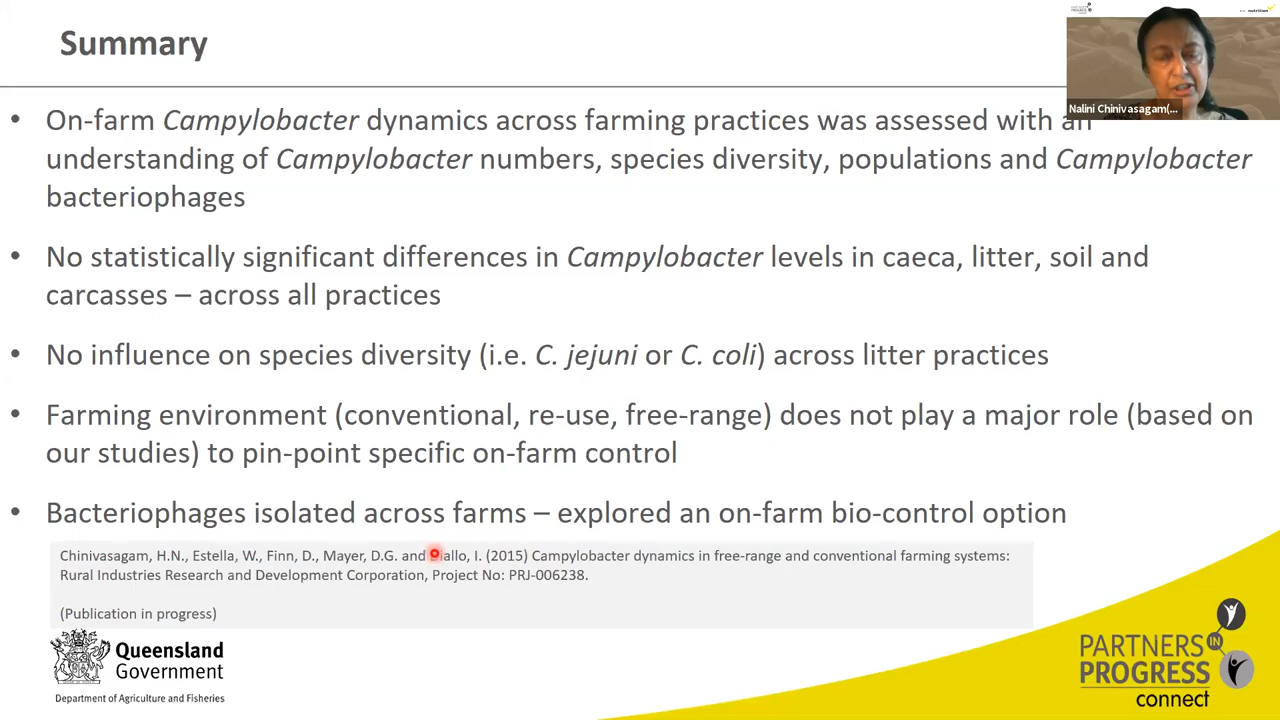 Summary
Nalini Chinivasagam(...
• On-farm Campylobacter dynamics across farming practices was assessed with an
understanding of Campylobacter numbers, species diversity, populations and Campylobacter
bacteriophages
• No statistically significant differences in Campylobacter levels in caeca, litter, soil and
carcasses – across all practices
• No influence on species diversity (i.e. C. jejuni or C. coli) across litter practices
• Farming environment (conventional, re-use, free-range) does not play a major role (based on
our studies) to pin-point specific on-farm control
• Bacteriophages isolated across farms – explored an on-farm bio-control option
Chinivasagam, H.N., Estella, W., Finn, D., Mayer, D.G. and allo, I. (2015) Campylobacter dynamics in free-range and conventional farming systems:
Rural Industries Research and Development Corporation, Project No: PRJ-006238.
(Publication in progress)
Queensland
Government
Department of Agriculture and Fisheries
PARTNERS IN
PROGRESS
connect